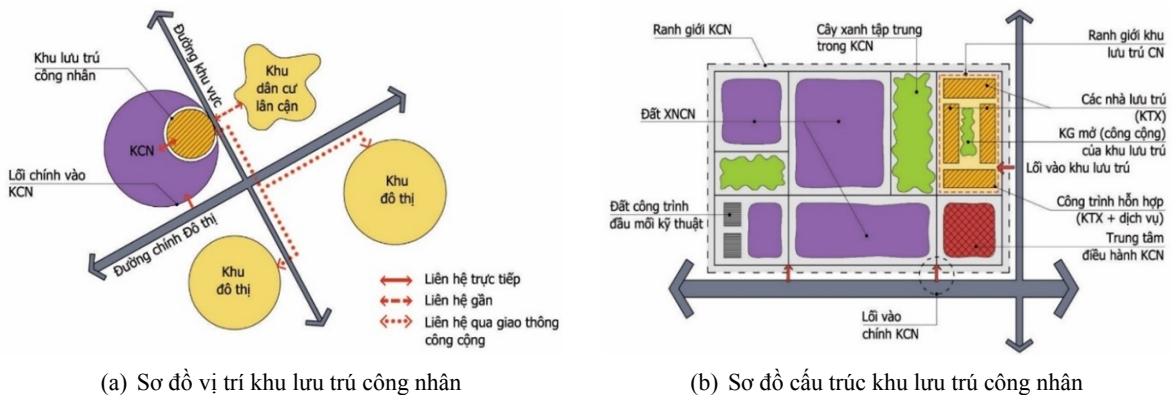 Khu lưu trú
công nhân
Đường khu vực
Khu
dân cư
lân cận
KCN
Lối chính vào
KCN
Đường chính Đô thị
Khu
đô thị
Khu
đô thị
Liên hệ trực tiếp
Liên hệ gần
Liên hệ qua giao thông
công cộng
(a) Sơ đồ vị trí khu lưu trú công nhân
Ranh giới KCN
Cây xanh tập trung
trong KCN
Ranh giới khu
lưu trú CN
Đất XNCN
Các nhà lưu trú
(KTX)
KG mở (công cộng)
của khu lưu trú
Lối vào khu lưu trú
Đất công trình
đầu mối kỹ thuật
Công trình hỗn hợp
(KTX + dịch vụ)
Trung tâm
điều hành KCN
Lối vào
chính KCN
(b) Sơ đồ cấu trúc khu lưu trú công nhân